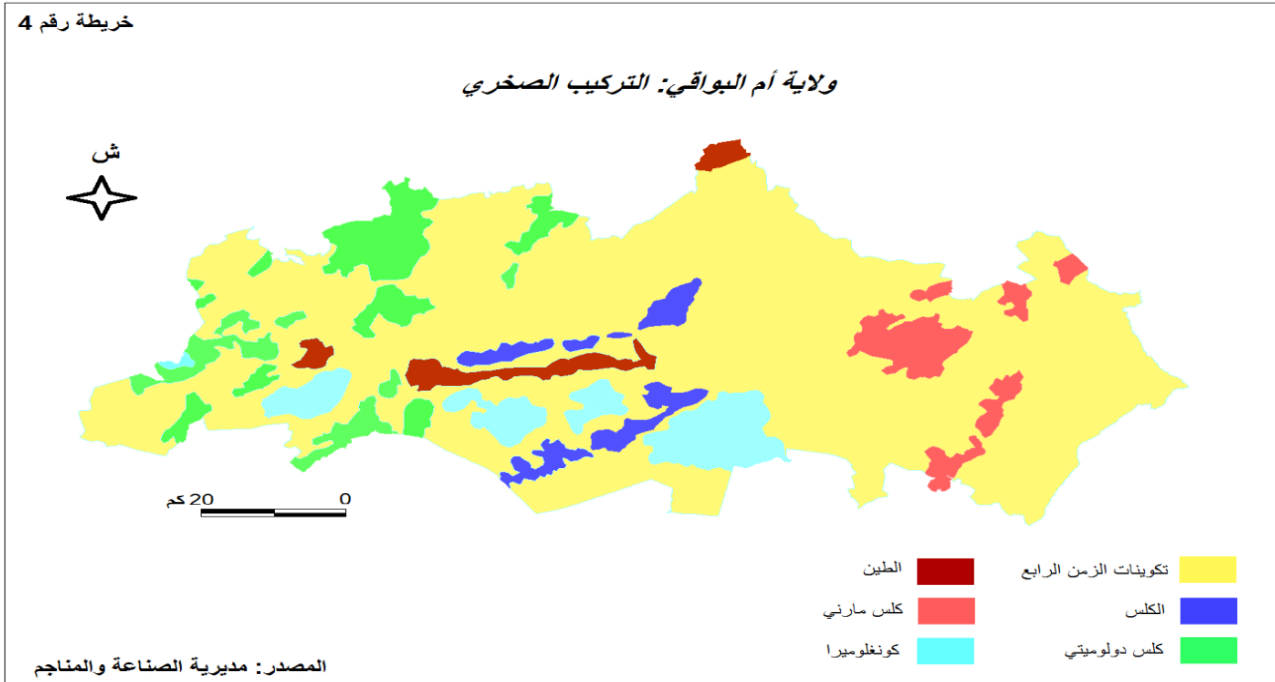 خريطة رقم 4
ولاية أم البواقي: التركيب الصخري
ش
20 كم 0
تكوينات الزمن الرابع
الطين
الكلس
كلس مارني
كلس دولوميتي
كونغلوميرا
المصدر: مديرية الصناعة والمناجم